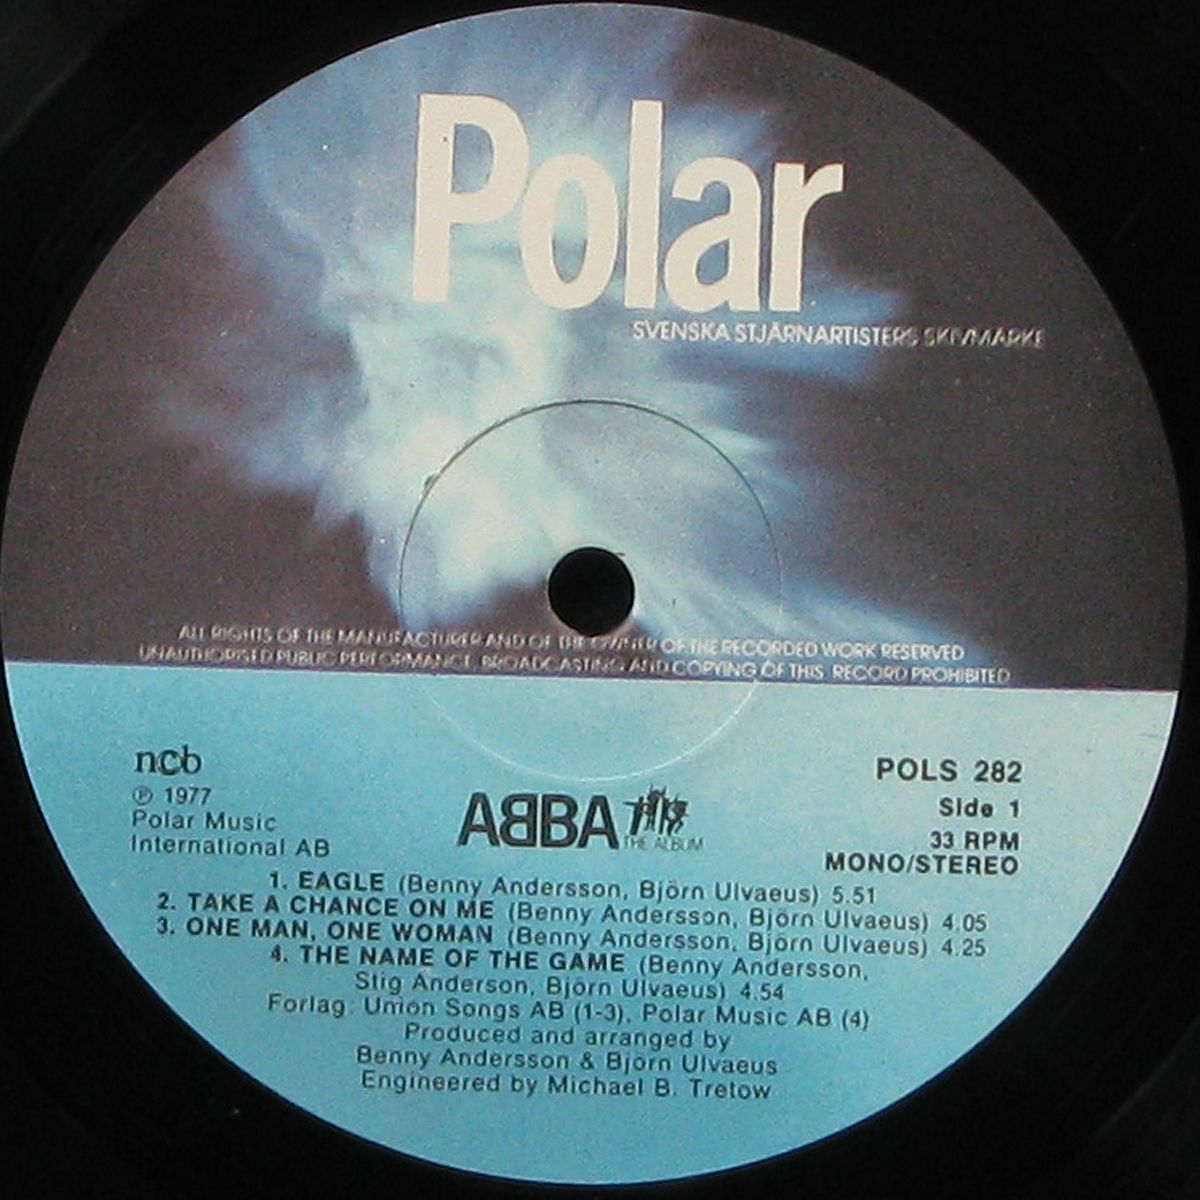 Polar
SVENSKA STJÄRNARTISTERS SKIVMÄRKE
ALL RIGHTS OF THE MANUFACTURER AND OF THE OWNER OF THE RECORDED WORK RESERVED
UNAUTHORISED PUBLIC PERFORMANCE, BROADCASTING AND COPYING OF THIS RECORD PROHIBITED
ncb
℗ 1977
Polar Music
International AB
POLS 282
Side 1
33 RPM
MONO/STEREO
ABBA
THE ALBUM
1. EAGLE (Benny Andersson, Björn Ulvaeus) 5.51
2. TAKE A CHANCE ON ME (Benny Andersson, Björn Ulvaeus) 4.05
3. ONE MAN, ONE WOMAN (Benny Andersson, Björn Ulvaeus) 4.25
4. THE NAME OF THE GAME (Benny Andersson,
Stig Anderson, Björn Ulvaeus) 4.54
Förlag: Union Songs AB (1-3), Polar Music AB (4)
Produced and arranged by
Benny Andersson & Björn Ulvaeus
Engineered by Michael B. Tretow